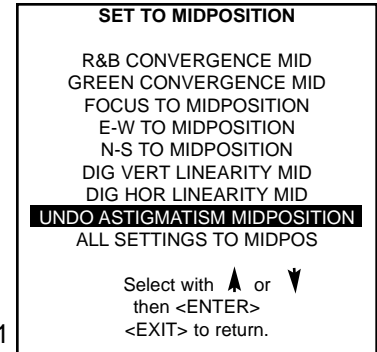 SET TO MIDPOSITION
R&B CONVERGENCE MID
GREEN CONVERGENCE MID
FOCUS TO MIDPOSITION
E-W TO MIDPOSITION
N-S TO MIDPOSITION
DIG VERT LINEARITY MID
DIG HOR LINEARITY MID
UNDO ASTIGMATISM MIDPOSITION
ALL SETTINGS TO MIDPOS
Select with or
then <ENTER>
<EXIT> to return.
1